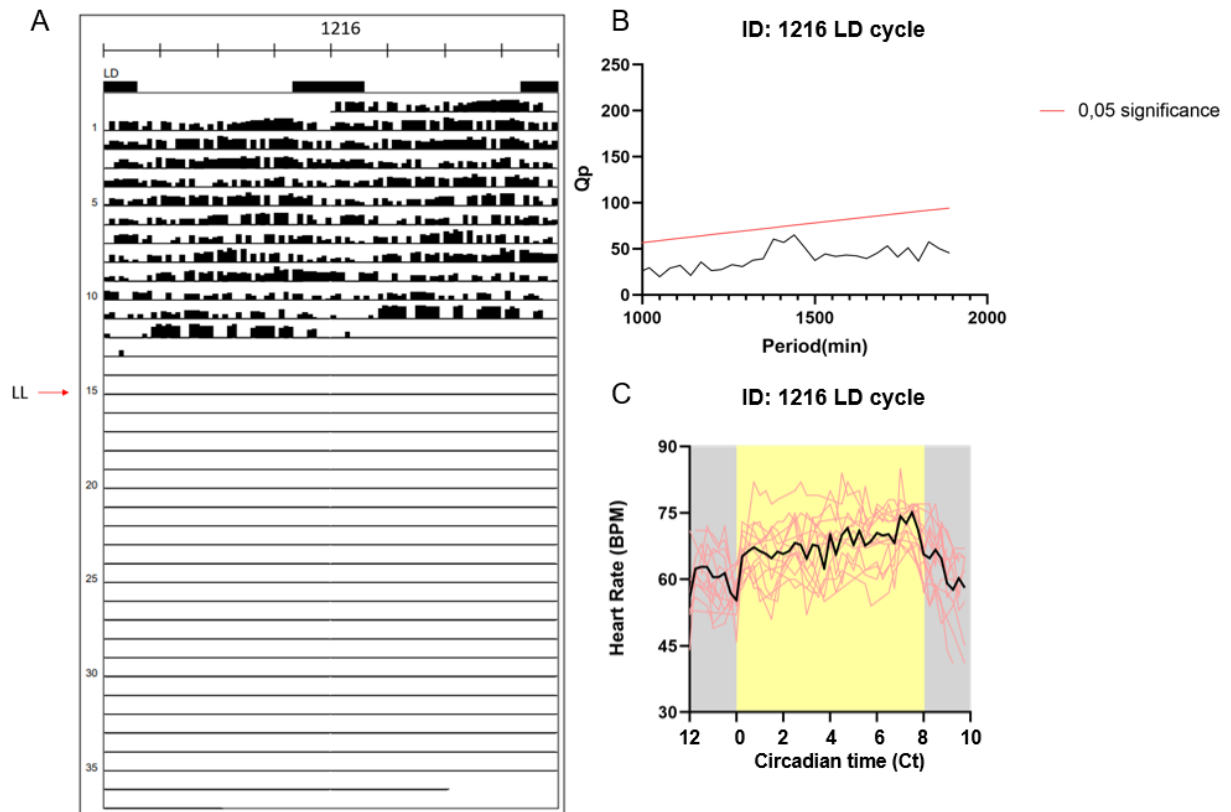 A
1216
LD
1
5
10
LL
15
20
25
30
35
B
ID: 1216 LD cycle
250
200
150
100
50
0
Qp
1000
1500
2000
Period(min)
0,05 significance
C
ID: 1216 LD cycle
90
75
60
45
30
Heart Rate (BPM)
12 0 2 4 6 8 10
Circadian time (Ct)